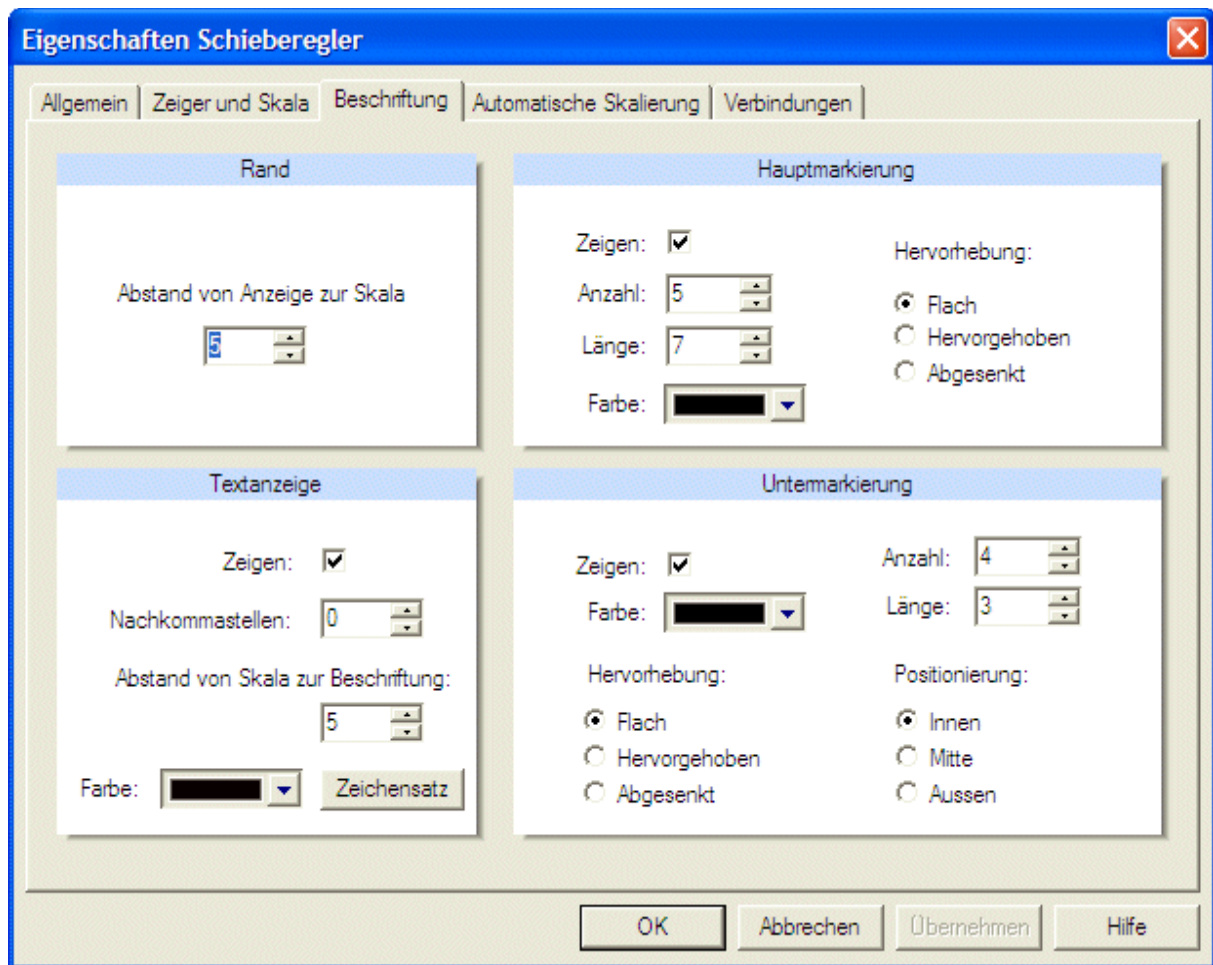 Eigenschaften Schieberegler
Allgemein
Zeiger und Skala
Beschriftung
Automatische Skalierung
Verbindungen
Rand
Abstand von Anzeige zur Skala
5
Hauptmarkierung
Zeigen:
Anzahl: 5
Länge: 7
Farbe:
Hervorhebung:
Flach
Hervorgehoben
Abgesenkt
Textanzeige
Zeigen:
Nachkommastellen: 0
Abstand von Skala zur Beschriftung:
5
Farbe:
Zeichensatz
Untermarkierung
Zeigen:
Farbe:
Anzahl: 4
Länge: 3
Hervorhebung:
Flach
Hervorgehoben
Abgesenkt
Positionierung:
Innen
Mitte
Aussen
OK
Abbrechen
Übernehmen
Hilfe